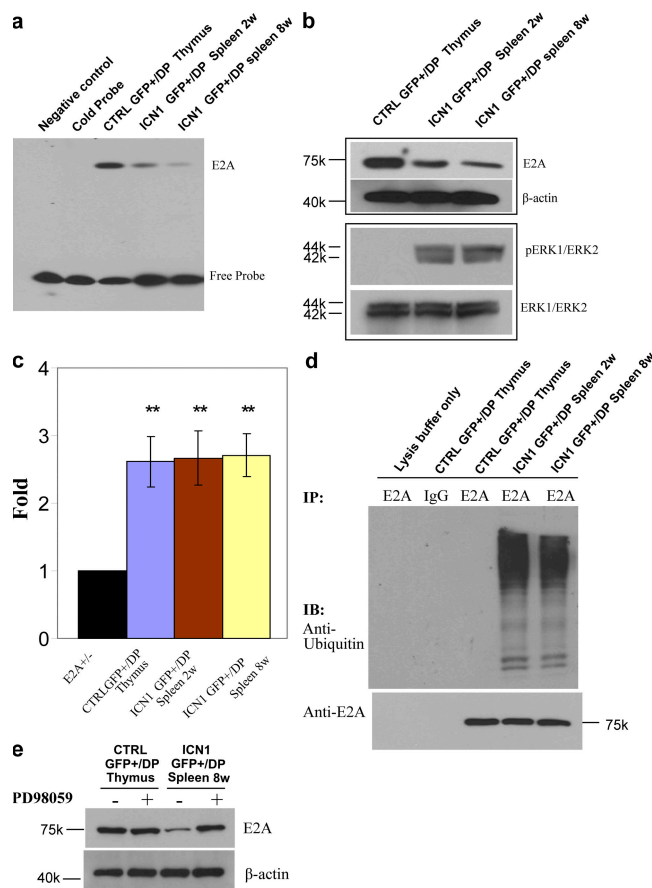 a
Negative control
Cold Probe
CTRL GFP+/DP Thymus
ICN1 GFP+/DP Spleen 2w
ICN1 GFP+/DP spleen 8w
E2A
Free Probe
b
CTRL GFP+/DP Thymus
ICN1 GFP+/DP Spleen 2w
ICN1 GFP+/DP spleen 8w
75k
E2A
40k
β-actin
44k
42k
pERK1/ERK2
44k
42k
ERK1/ERK2
c
Fold
4
3
2
1
0
** ** **
E2A+/-
CTRLGFP+/DP
Thymus
ICN1 GFP+/DP
Spleen 2w
ICN1 GFP+/DP
Spleen 8w
d
Lysis buffer only
CTRL GFP+/DP Thymus
CTRL GFP+/DP Thymus
ICN1 GFP+/DP Spleen 2w
ICN1 GFP+/DP Spleen 8w
IP: E2A IgG E2A E2A E2A
IB:
Anti-
Ubiquitin
Anti-E2A
75k
e
CTRL ICN1
GFP+/DP GFP+/DP
Thymus Spleen 8w
PD98059 - + - +
75k E2A
40k β-actin